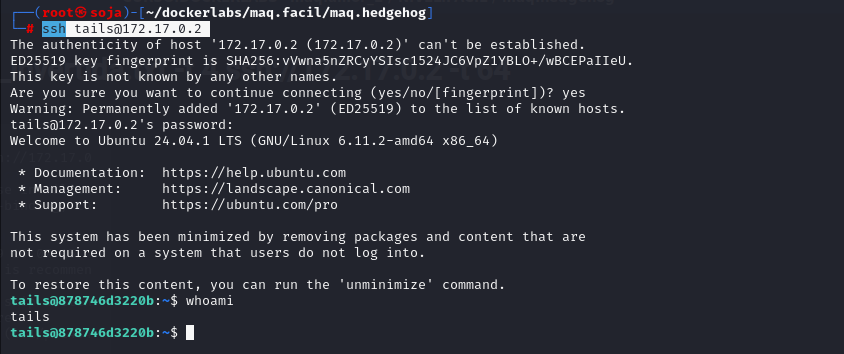 (root㉿soja)-[~/dockerlabs/maq.facil/maq.hedgehog]
# ssh tails@172.17.0.2
The authenticity of host '172.17.0.2 (172.17.0.2)' can't be established.
ED25519 key fingerprint is SHA256:vVwna5nZRCyYSIsc1524JC6VpZ1YBLO+/wBCEPaIIeU.
This key is not known by any other names.
Are you sure you want to continue connecting (yes/no/[fingerprint])? yes
Warning: Permanently added '172.17.0.2' (ED25519) to the list of known hosts.
tails@172.17.0.2's password:
Welcome to Ubuntu 24.04.1 LTS (GNU/Linux 6.11.2-amd64 x86_64)
* Documentation: https://help.ubuntu.com
* Management: https://landscape.canonical.com
* Support: https://ubuntu.com/pro
This system has been minimized by removing packages and content that are
not required on a system that users do not log into.
To restore this content, you can run the 'unminimize' command.
tails@878746d3220b:~$ whoami
tails
tails@878746d3220b:~$